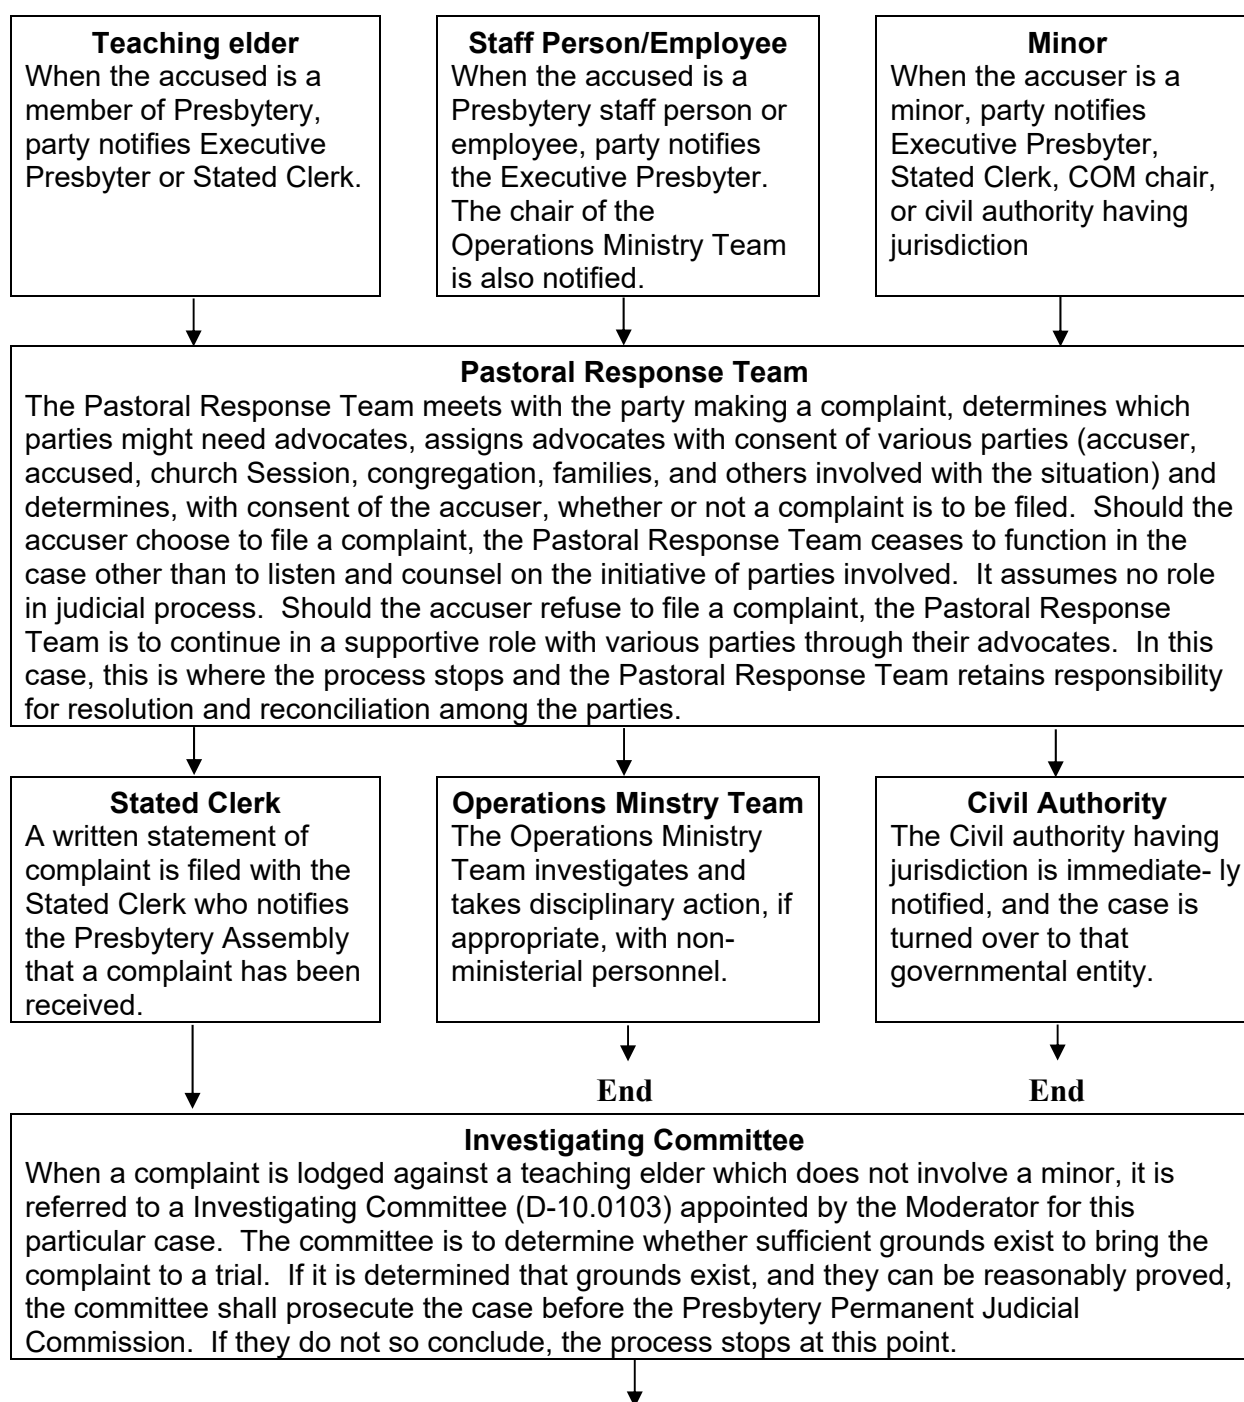 Teaching elder
When the accused is a
member of Presbytery,
party notifies Executive
Presbyter or Stated Clerk.
Staff Person/Employee
When the accused is a
Presbytery staff person or
employee, party notifies
the Executive Presbyter.
The chair of the
Operations Ministry Team
is also notified.
Minor
When the accuser is a
minor, party notifies
Executive Presbyter,
Stated Clerk, COM chair,
or civil authority having
jurisdiction
Pastoral Response Team
The Pastoral Response Team meets with the party making a complaint, determines which
parties might need advocates, assigns advocates with consent of various parties (accuser,
accused, church Session, congregation, families, and others involved with the situation) and
determines, with consent of the accuser, whether or not a complaint is to be filed.  Should the
accuser choose to file a complaint, the Pastoral Response Team ceases to function in the
case other than to listen and counsel on the initiative of parties involved.  It assumes no role
in judicial process.  Should the accuser refuse to file a complaint, the Pastoral Response
Team is to continue in a supportive role with various parties through their advocates.  In this
case, this is where the process stops and the Pastoral Response Team retains responsibility
for resolution and reconciliation among the parties.
Stated Clerk
A written statement of
complaint is filed with the
Stated Clerk who notifies
the Presbytery Assembly
that a complaint has been
received.
Operations Minstry Team
The Operations Ministry
Team investigates and
takes disciplinary action, if
appropriate, with non-
ministerial personnel.
Civil Authority
The Civil authority having
jurisdiction is immediate- ly
notified, and the case is
turned over to that
governmental entity.
End
End
Investigating Committee
When a complaint is lodged against a teaching elder which does not involve a minor, it is
referred to a Investigating Committee (D-10.0103) appointed by the Moderator for this
particular case.  The committee is to determine whether sufficient grounds exist to bring the
complaint to a trial.  If it is determined that grounds exist, and they can be reasonably proved,
the committee shall prosecute the case before the Presbytery Permanent Judicial
Commission.  If they do not so conclude, the process stops at this point.